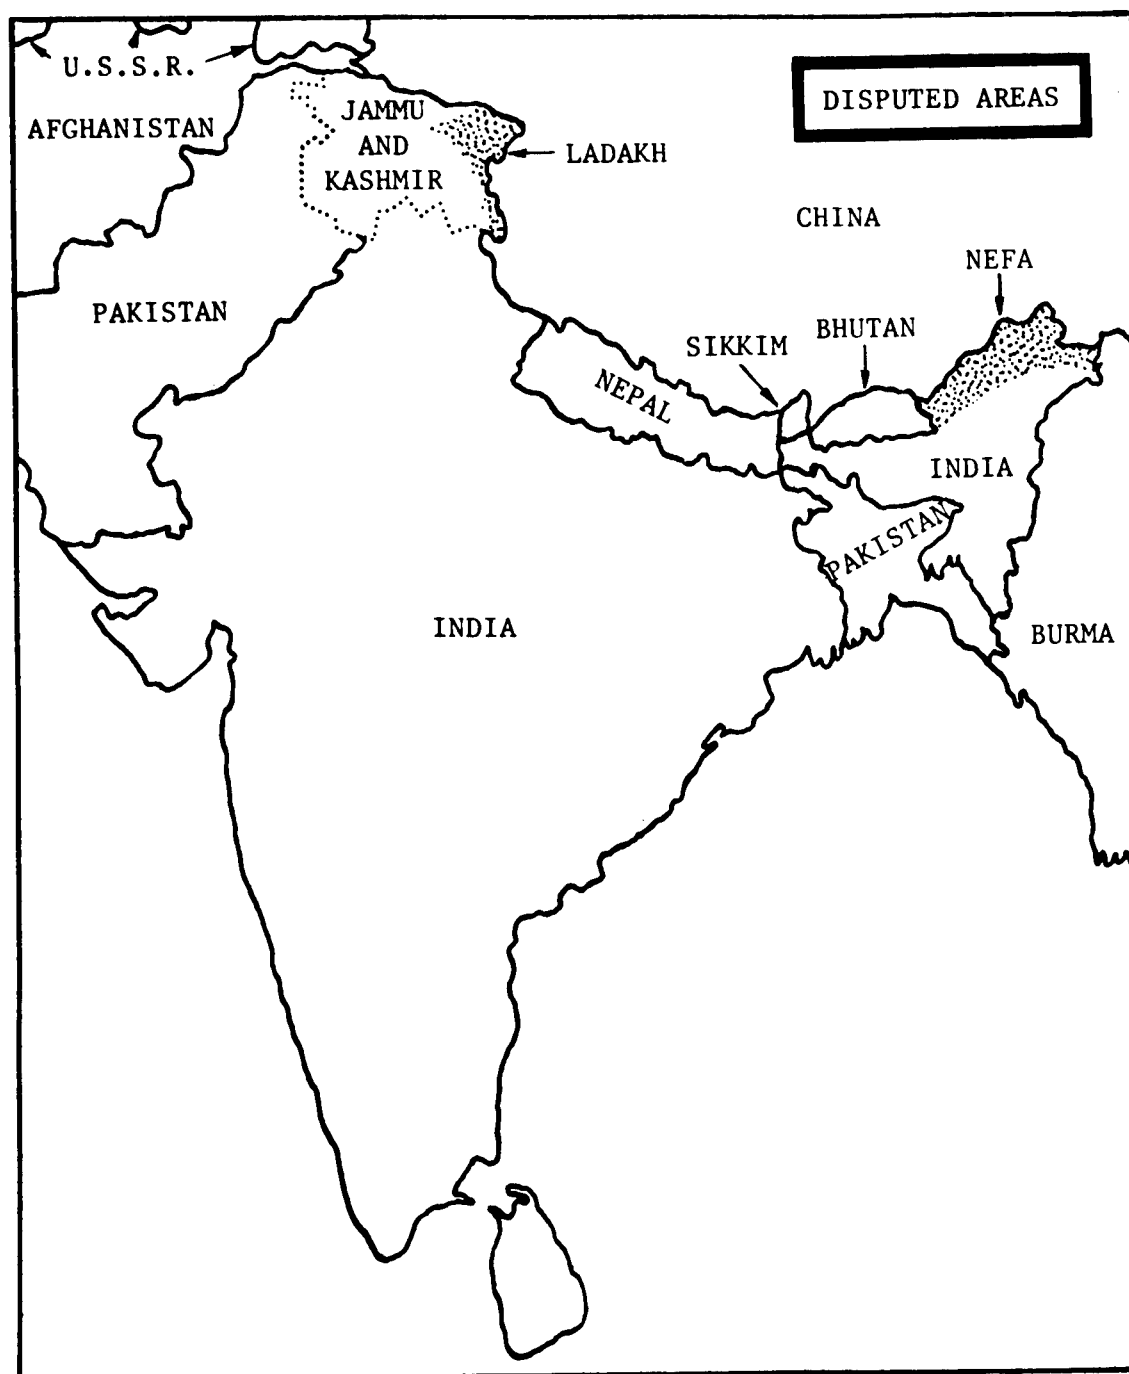 U.S.S.R.
DISPUTED AREAS
AFGHANISTAN
JAMMU
AND
KASHMIR
LADAKH
CHINA
NEFA
PAKISTAN
BHUTAN
SIKKIM
NEPAL
INDIA
PAKISTAN
INDIA
BURMA